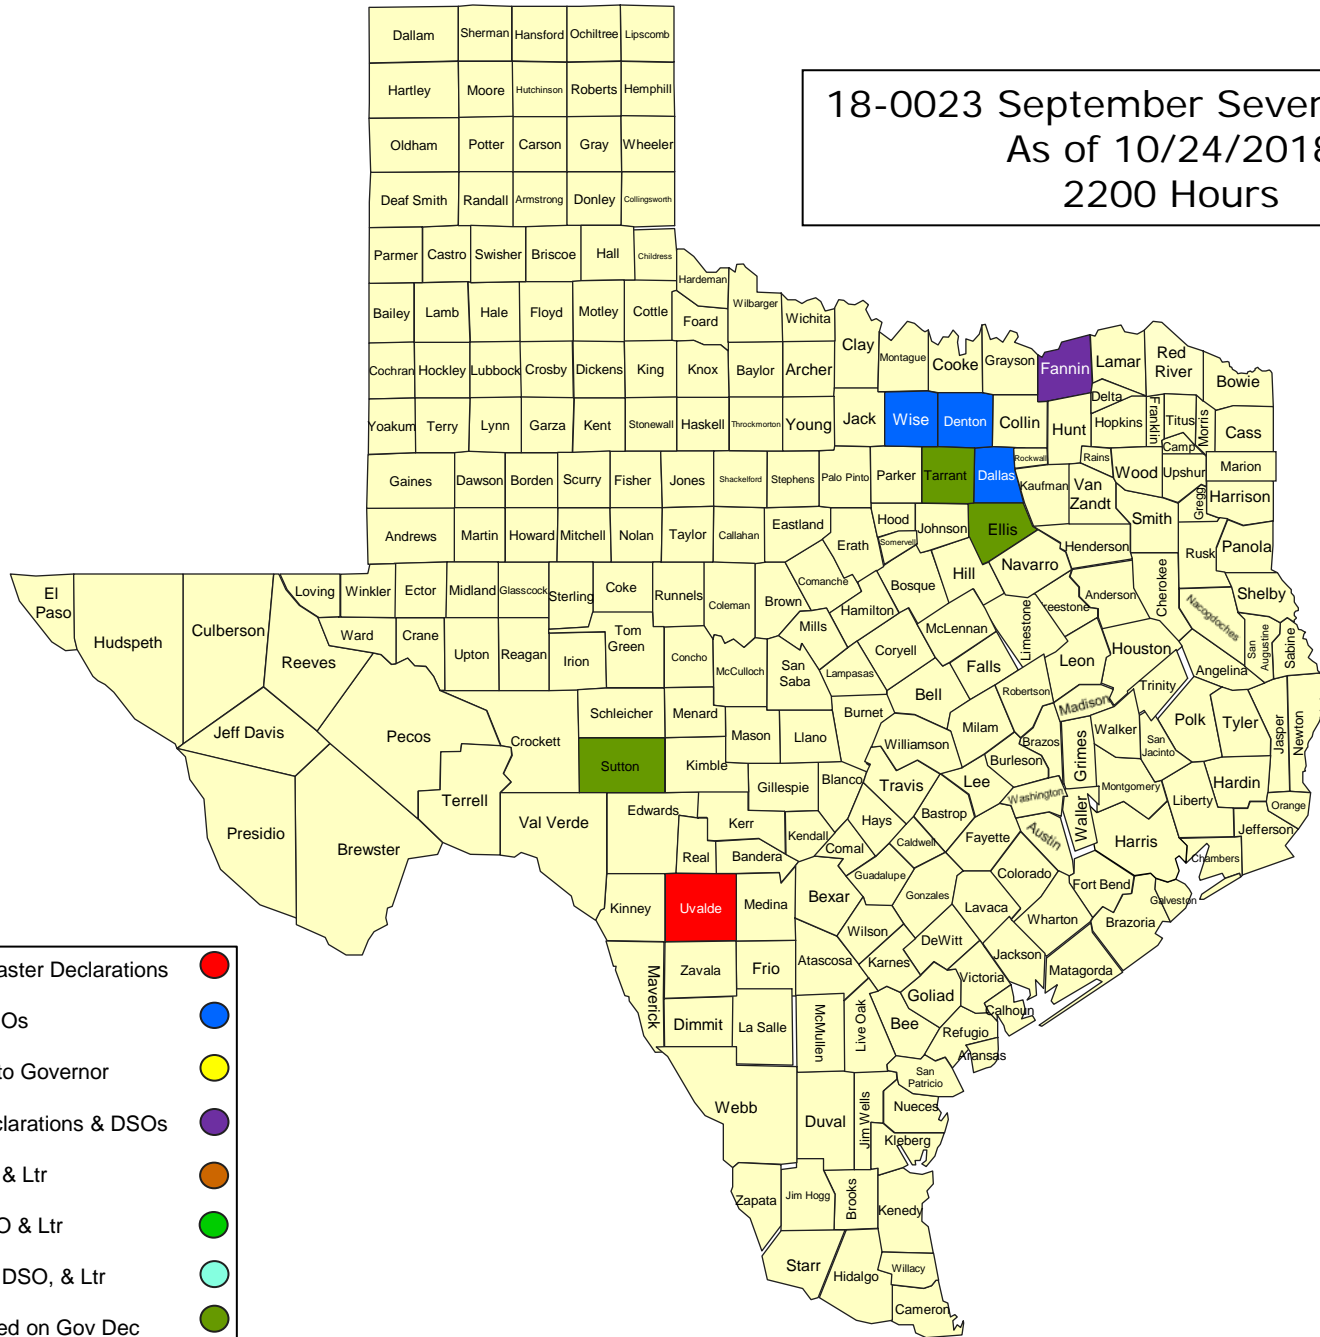 Dallam Sherman Hansford Ochiltree Lipscomb
Hartley Moore Hutchinson Roberts Hemphill
18-0023 September Sever
As of 10/24/2018
2200 Hours
Oldham Potter Carson Gray Wheeler
Deaf Smith Randall Armstrong Donley Collingsworth
Parmer Castro Swisher Briscoe Hall Childress
Hardeman
Bailey Lamb Hale Floyd Motley Cottle Foard Wilbarger Wichita
Clay Montague Cooke Grayson Fannin Lamar Red River Bowie
Cochran Hockley Lubbock Crosby Dickens King Knox Baylor Archer
Delta
Yoakum Terry Lynn Garza Kent Stonewall Haskell Throckmorton Young Jack Wise Denton Collin Hunt Hopkins Franklin Titus Morris Cass
Camp
Rockwall Rains
Gaines Dawson Borden Scurry Fisher Jones Shackelford Stephens Palo Pinto Parker Tarrant Dallas Kaufman Van Zandt Wood Upshur Marion
Gregg Harrison
Andrews Martin Howard Mitchell Nolan Taylor Callahan Eastland Erath Hood Somervell Johnson Ellis Smith
Henderson Rusk Panola
El Paso Hudspeth Culberson Loving Winkler Ector Midland Glasscock Sterling Coke Runnels Coleman Brown Comanche Hamilton Bosque Hill Navarro Anderson Cherokee Shelby
Reeves Ward Crane Upton Reagan Irion Tom Green Concho McCulloch San Saba Mills Lampasas Coryell McLennan Limestone reestone Nacogdoches San Augustine Sabine
Falls Leon Houston Angelina
Bell Robertson Madison Trinity
Jeff Davis Pecos Crockett Schleicher Menard Mason Llano Burnet Williamson Milam Brazos Grimes Walker San Jacinto Polk Tyler Jasper Newton
Sutton Kimble Gillespie Blanco Travis Lee Burleson Washington Montgomery Liberty Hardin
Orange
Presidio Brewster Terrell Val Verde Edwards Kerr Kendall Hays Bastrop Fayette Austin Waller Harris Jefferson
Real Bandera Comal Caldwell Chambers
Guadalupe Gonzales Colorado Fort Bend Galveston
Kinney Uvalde Medina Bexar Wilson Lavaca Wharton Brazoria
DeWitt Jackson Matagorda
Maverick Zavala Frio Atascosa Karnes Victoria
Goliad Calhoun
Dimmit La Salle McMullen Live Oak Bee Refugio
Aransas
San Patricio
Webb Duval Jim Wells Nueces
Kleberg
Zapata Jim Hogg Brooks Kenedy
Starr Hidalgo Willacy
Cameron
aster Declarations
Os
to Governor
clarations & DSOs
& Ltr
O & Ltr
DSO, & Ltr
ed on Gov Dec